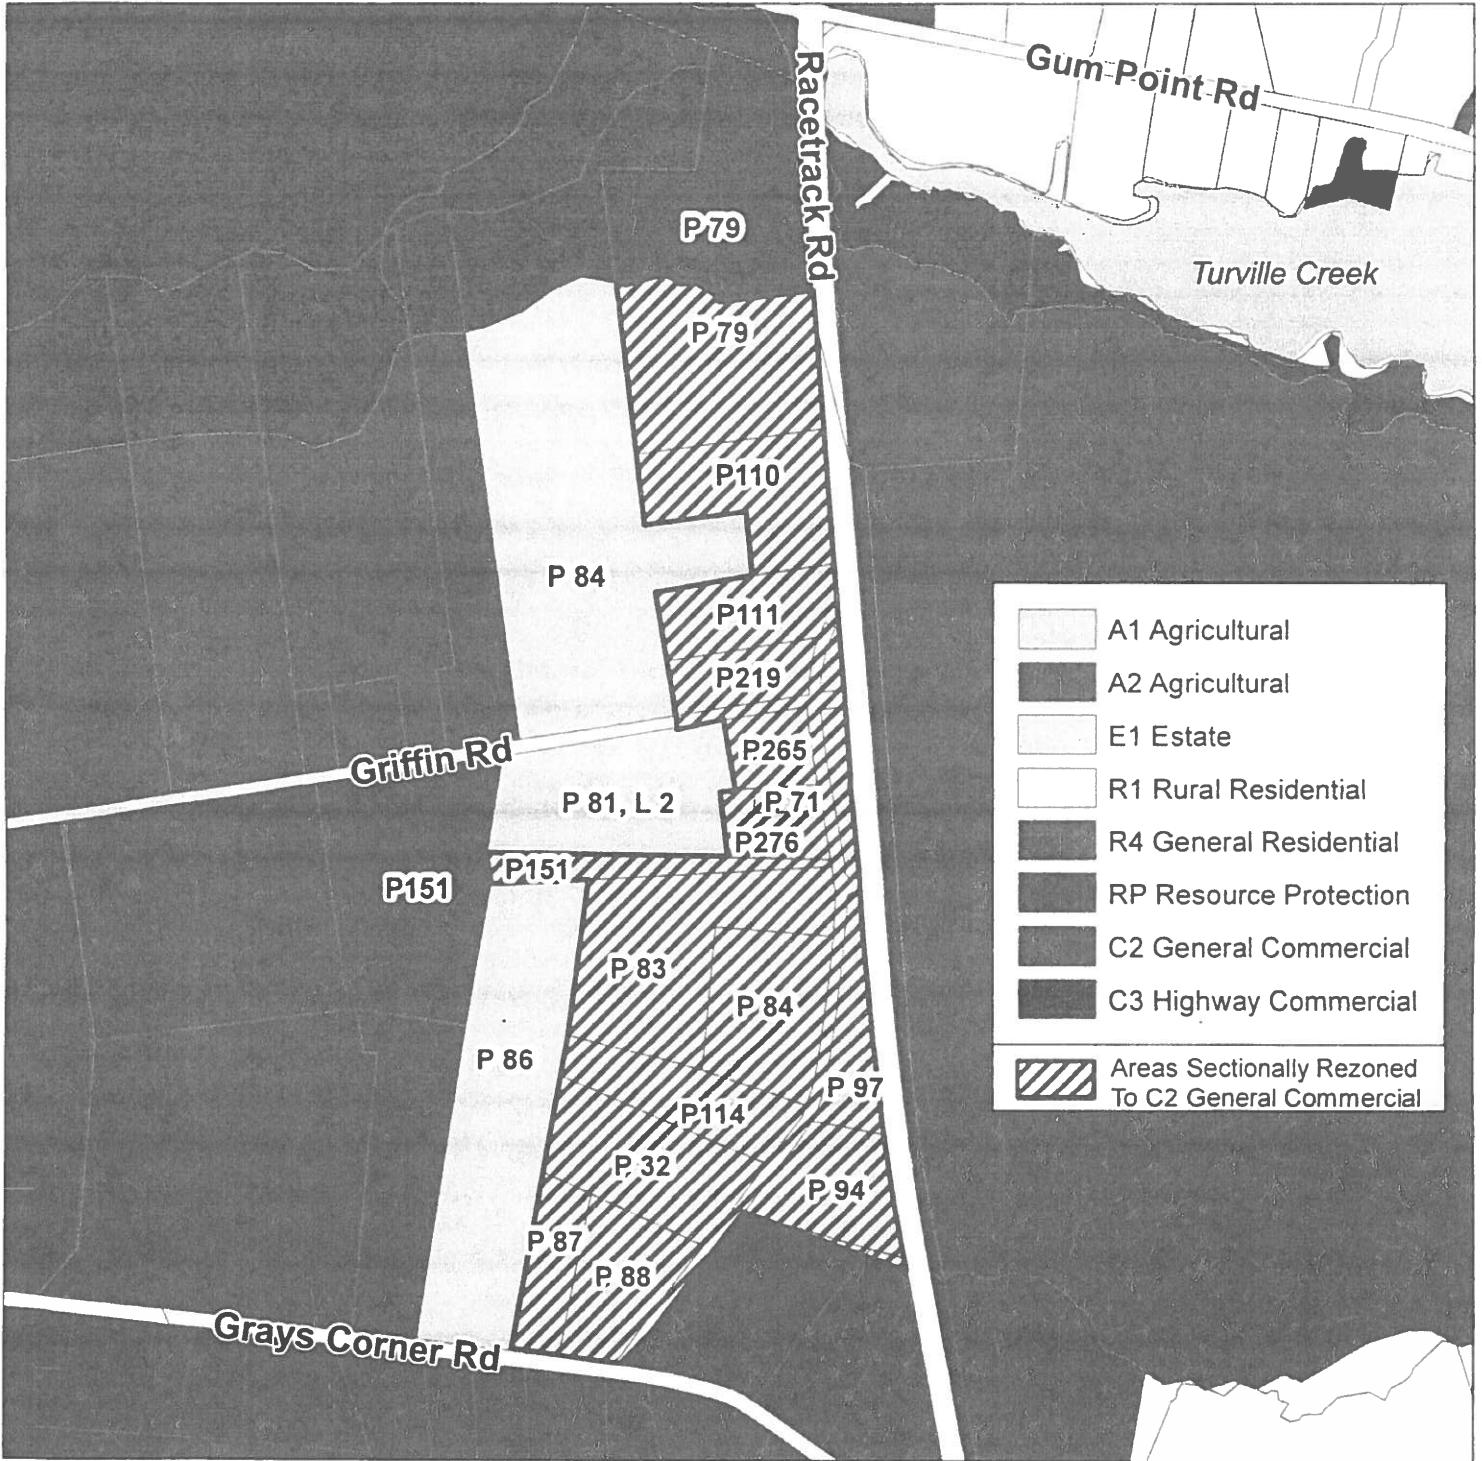 Gum Point Rd
Racetrack Rd
P 79
Turville Creek
P 79
P110
P 84
P111
P219
Griffin Rd
P265
P 81, L 2
P 71
P276
P151
P151
P 83
P 84
P 86
P 97
P114
P 32
P 94
P 87
P 88
Grays Corner Rd
A1 Agricultural
A2 Agricultural
E1 Estate
R1 Rural Residential
R4 General Residential
RP Resource Protection
C2 General Commercial
C3 Highway Commercial
Areas Sectionally Rezoned
To C2 General Commercial